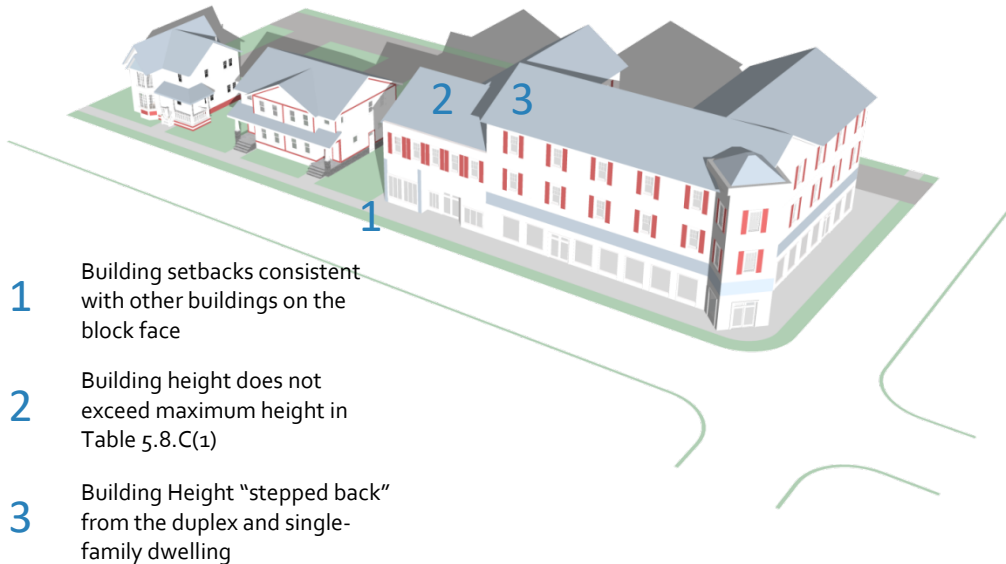 2
3
1
1
Building setbacks consistent
with other buildings on the
block face
2
Building height does not
exceed maximum height in
Table 5.8.C(1)
3
Building Height “stepped back”
from the duplex and single-
family dwelling